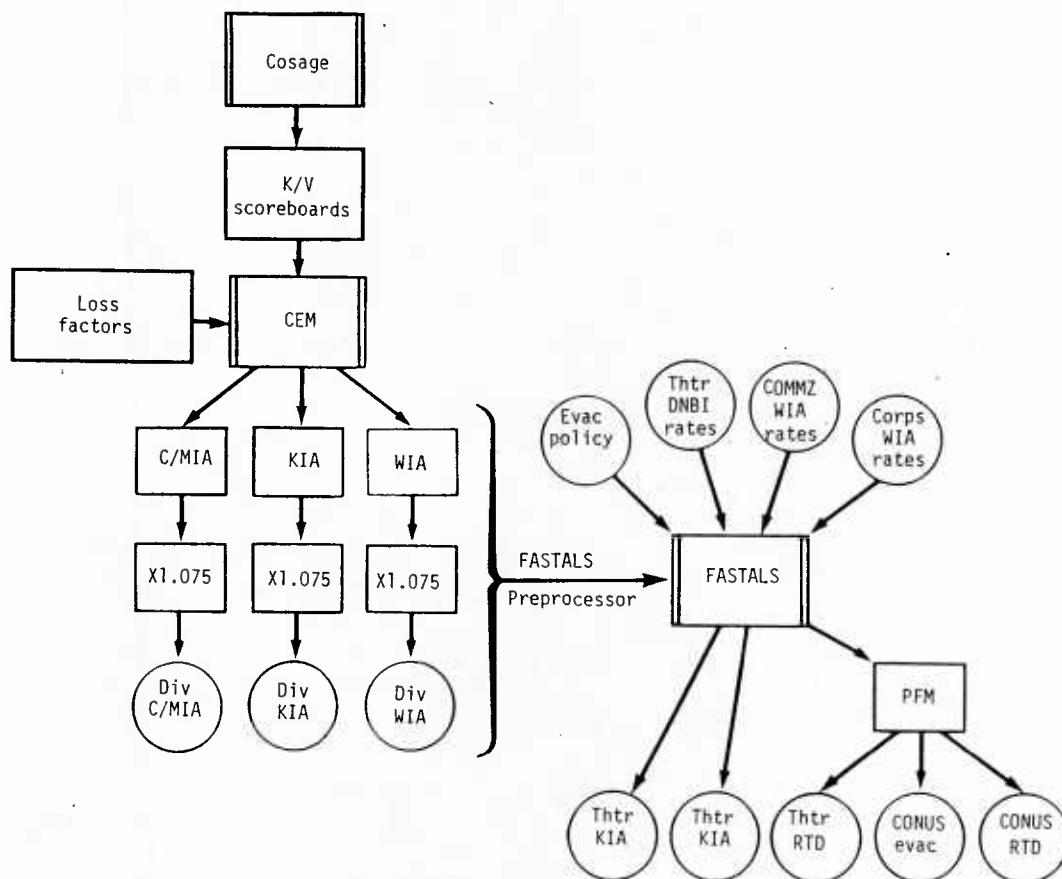 Cosage
K/V
scoreboards
Loss
factors
CEM
C/MIA
KIA
WIA
X1.075
X1.075
X1.075
Div
C/MIA
Div
KIA
Div
WIA
FASTALS
Preprocessor
Evac
policy
Thtr
DNBI
rates
COMMZ
WIA
rates
Corps
WIA
rates
FASTALS
PFM
Thtr
KIA
Thtr
KIA
Thtr
RTD
CONUS
evac
CONUS
RTD